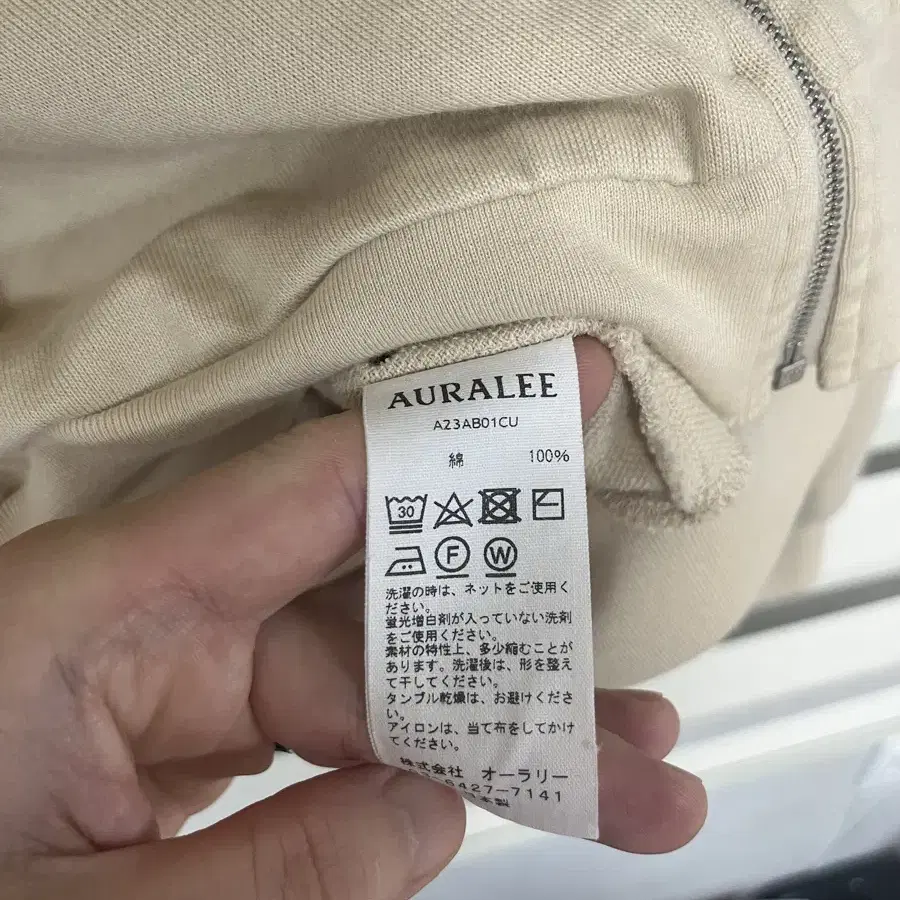 AURALEE
A23AB01CU
綿 100%
30
F W
洗濯の時は、ネットをご使用く
ださい。
蛍光増白剤が入っていない洗剤
をご使用ください。
素材の特性上、多少縮むことが
あります。洗濯後は、形を整え
て干してください。
タンブル乾燥は、お避けくださ
い。
アイロンは、当て布をしてかけ
てください。
株式会社 オーラリー
6427-7141
日本製